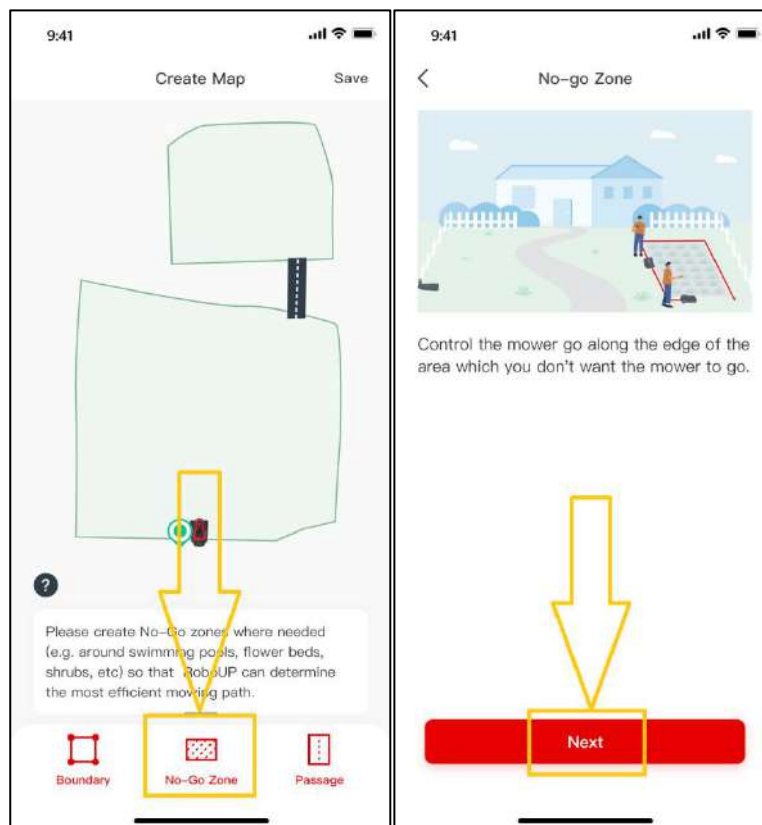 9:41
Create Map
Save
?
Please create No-Go zones where needed
(e.g. around swimming pools, flower beds,
shrubs, etc) so that RoboUP can determine
the most efficient mowing path.
Boundary
No-Go Zone
Passage
9:41
No-go Zone
Control the mower go along the edge of the
area which you don't want the mower to go.
Next